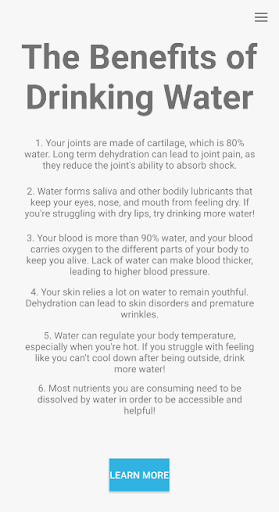 The Benefits of
Drinking Water
1. Your joints are made of cartilage, which is 80%
water. Long term dehydration can lead to joint pain, as
they reduce the joint's ability to absorb shock.
2. Water forms saliva and other bodily lubricants that
keep your eyes, nose, and mouth from feeling dry. If
you're struggling with dry lips, try drinking more water!
3. Your blood is more than 90% water, and your blood
carries oxygen to the different parts of your body to
keep you alive. Lack of water can make blood thicker,
leading to higher blood pressure.
4. Your skin relies a lot on water to remain youthful.
Dehydration can lead to skin disorders and premature
wrinkles.
5. Water can regulate your body temperature,
especially when you're hot. If you struggle with feeling
like you can't cool down after being outside, drink
more water!
6. Most nutrients you are consuming need to be
dissolved by water in order to be accessible and
helpful!
LEARN MORE